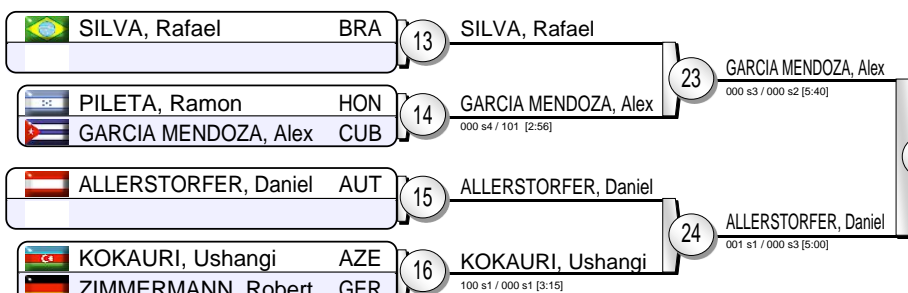 SILVA, Rafael BRA
13
SILVA, Rafael
23
GARCIA MENDOZA, Alex
000 s3 / 000 s2 [5:40]
PILETA, Ramon HON
GARCIA MENDOZA, Alex CUB
14
GARCIA MENDOZA, Alex
000 s4 / 101 [2:56]
ALLERSTORFER, Daniel AUT
15
ALLERSTORFER, Daniel
24
ALLERSTORFER, Daniel
001 s1 / 000 s3 [5:00]
KOKAURI, Ushangi AZE
ZIMMERMANN, Robert GER
16
KOKAURI, Ushangi
100 s1 / 000 s1 [3:15]